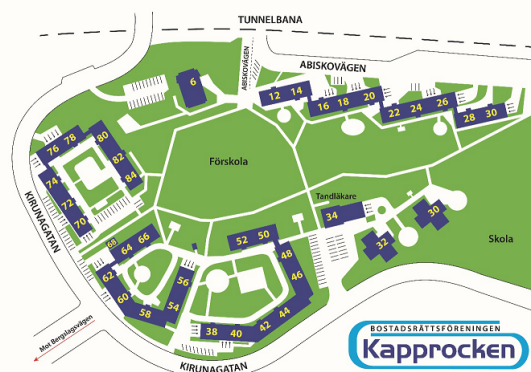 TUNNELBANA
ABISKOVÄGEN
ABISKOVÄGEN
6
12 14
16 18 20
22 24 26
28 30
76 78
80
82
84
74
72
70
Förskola
Tandläkare
34
30
32
Skola
68
66
64
62
60
58
56
54
52 50
48
46
44
42
40
38
KIRUNAGATAN
KIRUNAGATAN
Mot Bergslagsvägen
BOSTADSRÄTTSFÖRENINGEN
Kapprocken